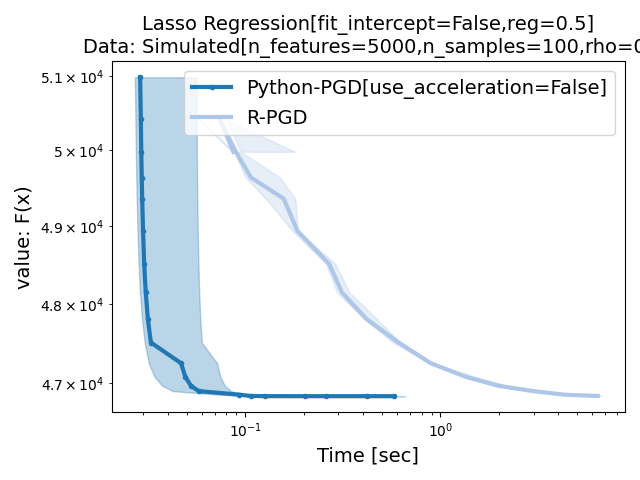 Lasso Regression[fit_intercept=False,reg=0.5]
Data: Simulated[n_features=5000,n_samples=100,rho=0
5.1 × 10⁴
5 × 10⁴
4.9 × 10⁴
4.8 × 10⁴
4.7 × 10⁴
value: F(x)
Python-PGD[use_acceleration=False]
R-PGD
10⁻¹
10⁰
Time [sec]